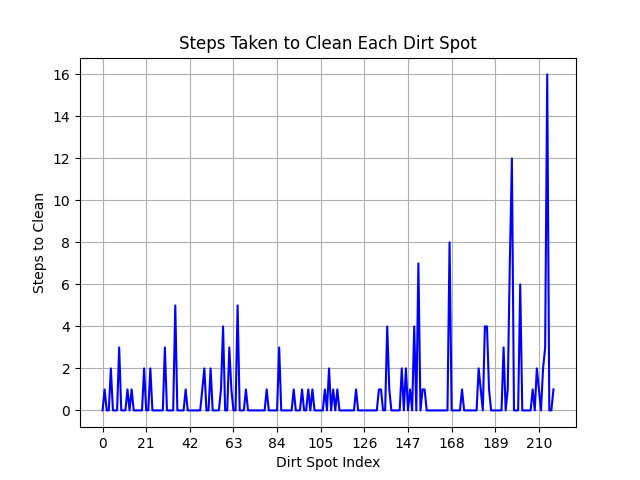 Steps Taken to Clean Each Dirt Spot
16
14
12
10
8
6
4
2
0
Steps to Clean
0 21 42 63 84 105 126 147 168 189 210
Dirt Spot Index